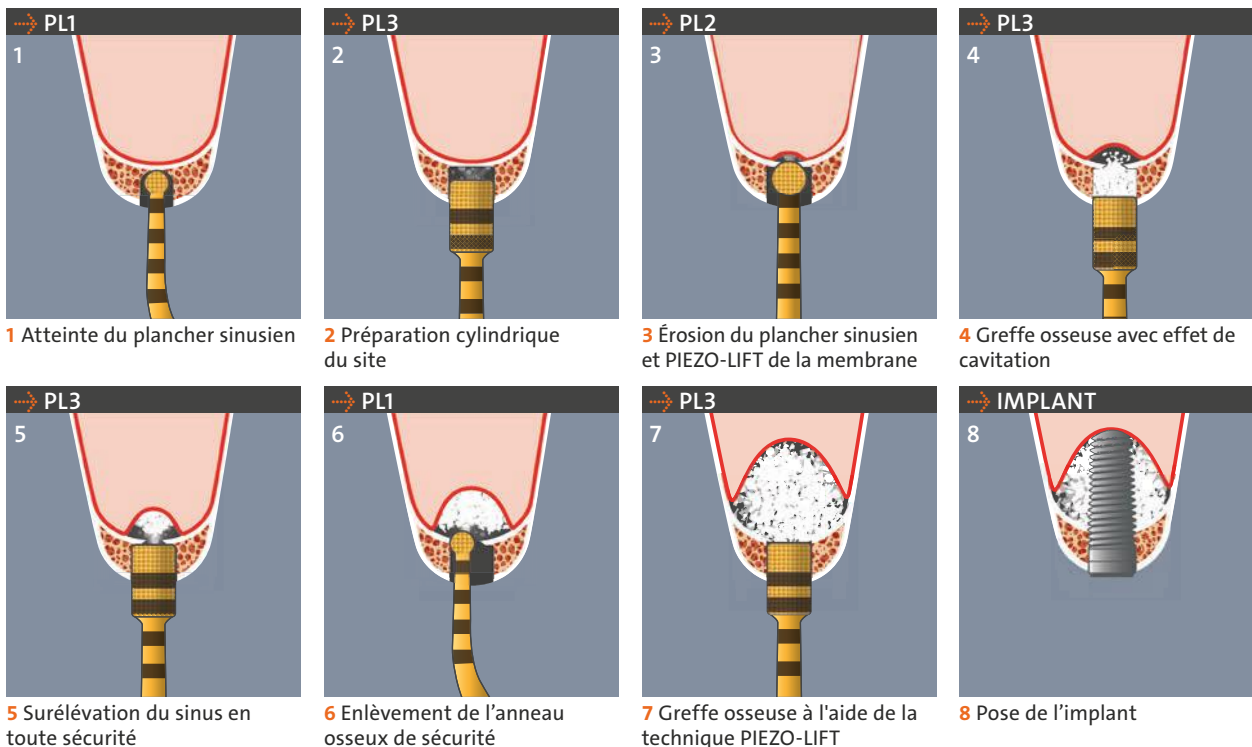 PL1
1
1 Atteinte du plancher sinusien
PL3
2
2 Préparation cylindrique
du site
PL2
3
3 Érosion du plancher sinusien
et PIEZO-LIFT de la membrane
PL3
4
4 Greffe osseuse avec effet de
cavitation
PL3
5
5 Surélévation du sinus en
toute sécurité
PL1
6
6 Enlèvement de l’anneau
osseux de sécurité
PL3
7
7 Greffe osseuse à l'aide de la
technique PIEZO-LIFT
IMPLANT
8
8 Pose de l’implant